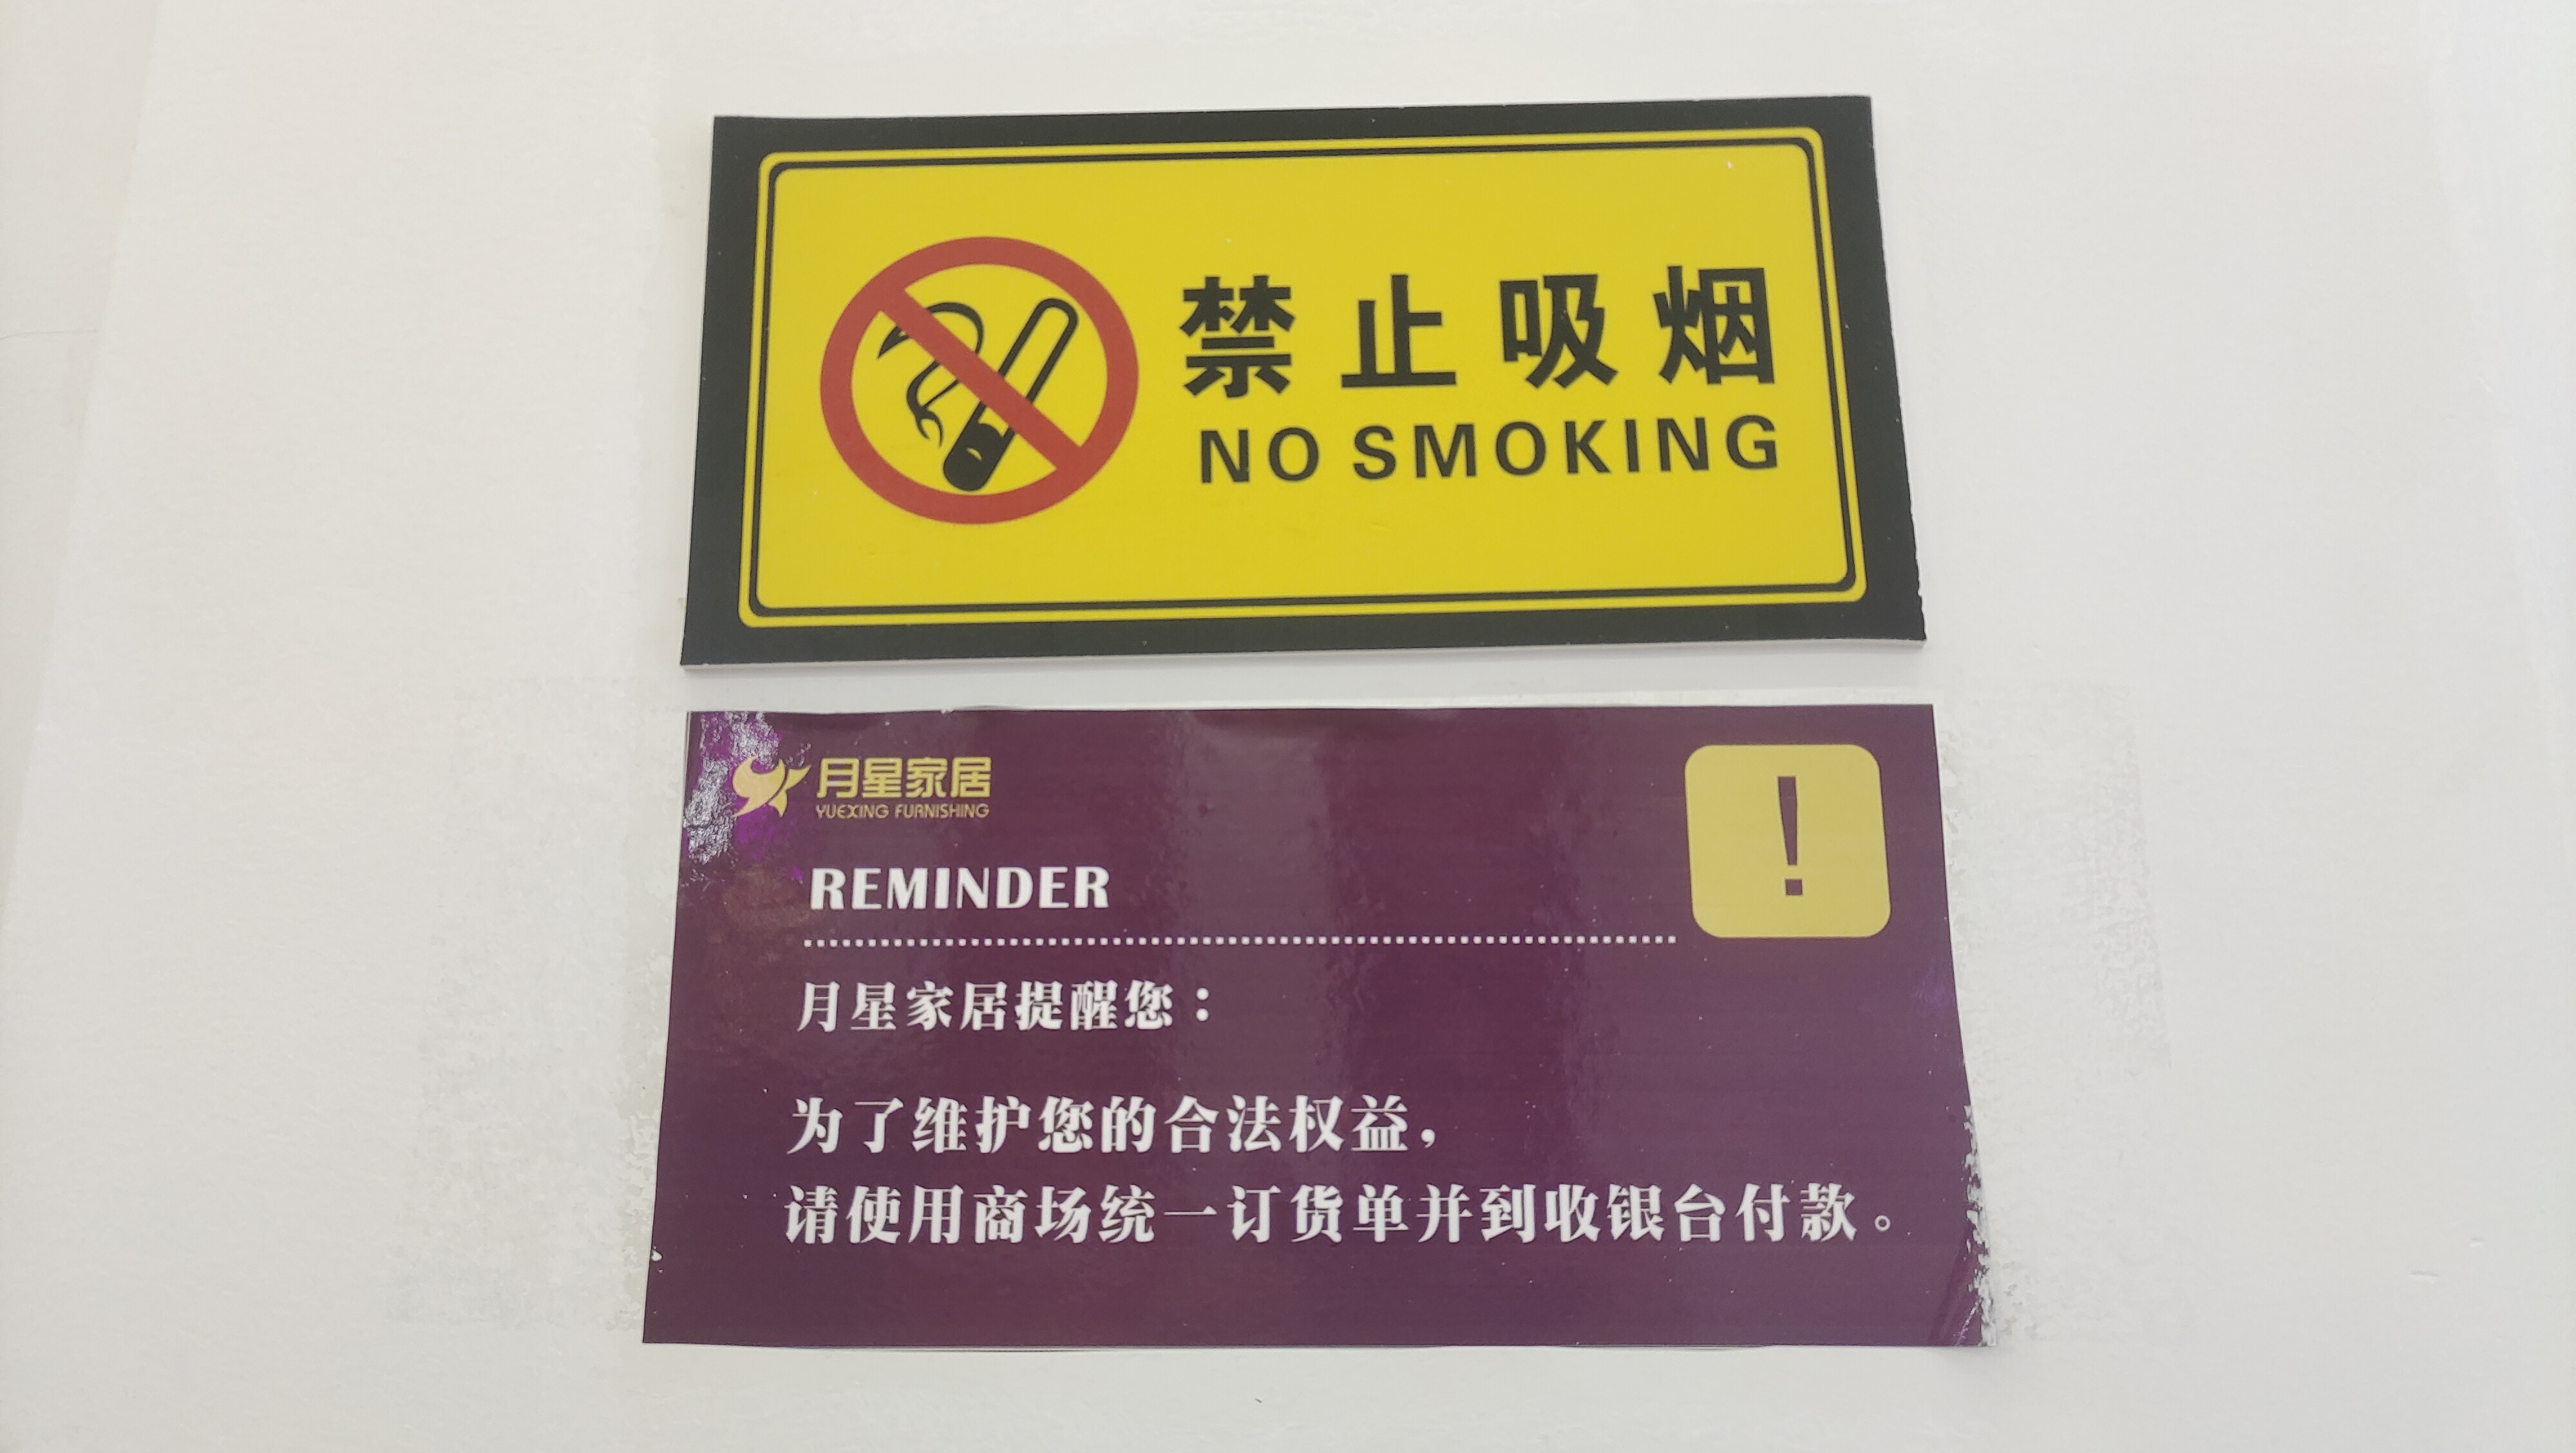 禁止吸烟
NO SMOKING
月星家居
YUEXING FURNISHING
!
REMINDER
月星家居提醒您：
为了维护您的合法权益，
请使用商场统一订货单并到收银台付款。